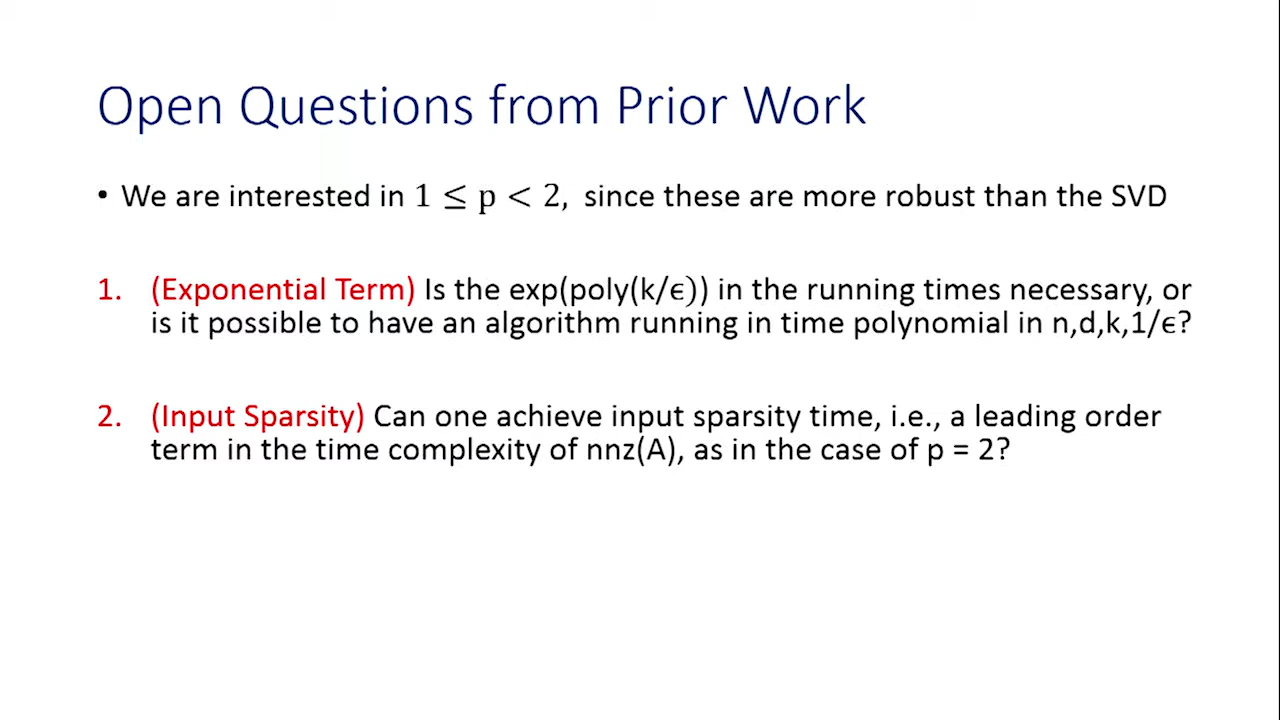 Open Questions from Prior Work
• We are interested in 1 ≤ p < 2, since these are more robust than the SVD
1. (Exponential Term) Is the exp(poly(k/ϵ)) in the running times necessary, or
is it possible to have an algorithm running in time polynomial in n,d,k,1/ϵ?
2. (Input Sparsity) Can one achieve input sparsity time, i.e., a leading order
term in the time complexity of nnz(A), as in the case of p = 2?